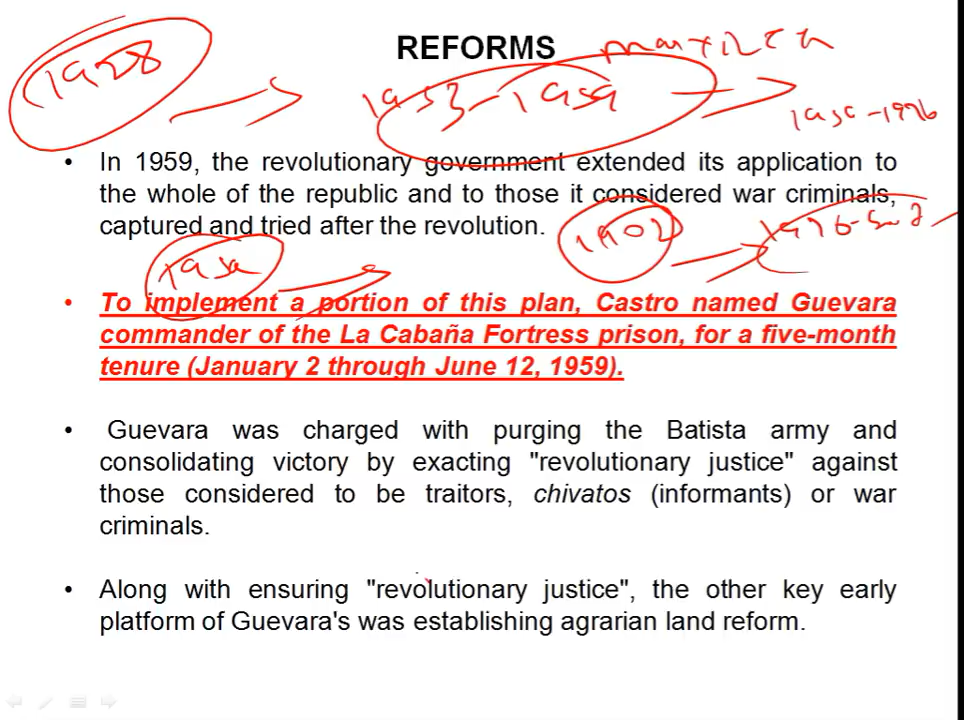 1928
REFORMS
1953-1959
1959-1976
• In 1959, the revolutionary government extended its application to
the whole of the republic and to those it considered war criminals,
captured and tried after the revolution.
1902
1959
• To implement a portion of this plan, Castro named Guevara
commander of the La Cabaña Fortress prison, for a five-month
tenure (January 2 through June 12, 1959).
• Guevara was charged with purging the Batista army and
consolidating victory by exacting "revolutionary justice" against
those considered to be traitors, chivatos (informants) or war
criminals.
• Along with ensuring "revolutionary justice", the other key early
platform of Guevara's was establishing agrarian land reform.